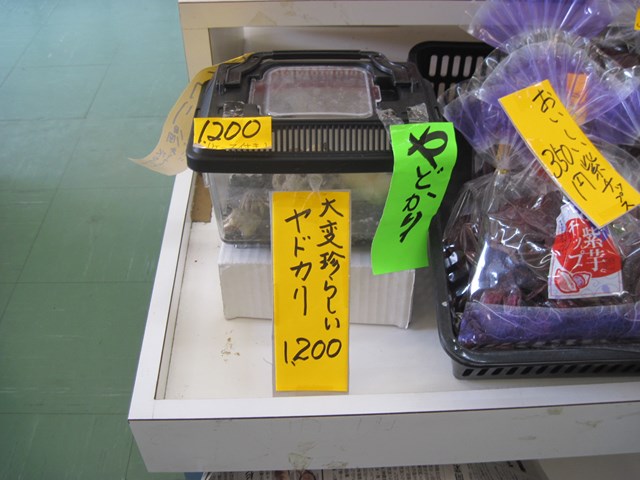 1200
やどかり
大変珍らしい
ヤドカリ
1,200
おいしい紫チップス
350円
紫芋
チップ